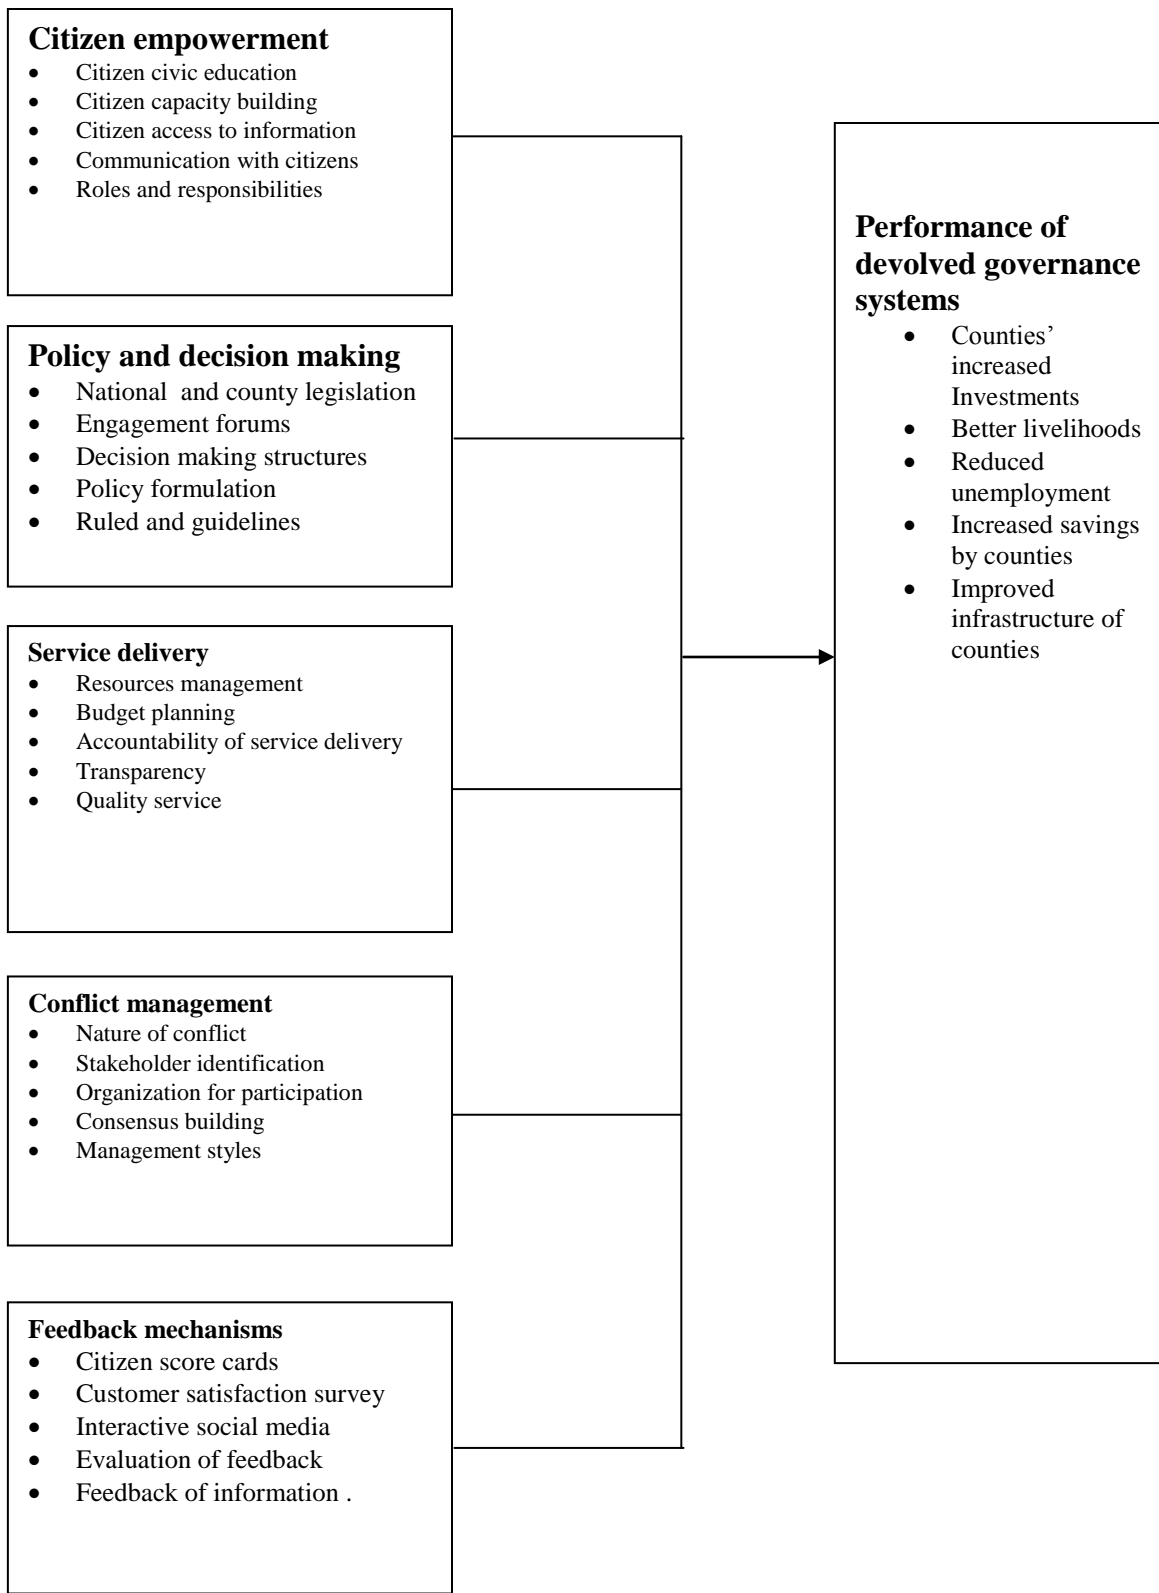 Citizen empowerment
• Citizen civic education
• Citizen capacity building
• Citizen access to information
• Communication with citizens
• Roles and responsibilities
Policy and decision making
• National and county legislation
• Engagement forums
• Decision making structures
• Policy formulation
• Ruled and guidelines
Service delivery
• Resources management
• Budget planning
• Accountability of service delivery
• Transparency
• Quality service
Conflict management
• Nature of conflict
• Stakeholder identification
• Organization for participation
• Consensus building
• Management styles
Feedback mechanisms
• Citizen score cards
• Customer satisfaction survey
• Interactive social media
• Evaluation of feedback
• Feedback of information .
Performance of
devolved governance
systems
• Counties’
increased
Investments
• Better livelihoods
• Reduced
unemployment
• Increased savings
by counties
• Improved
infrastructure of
counties